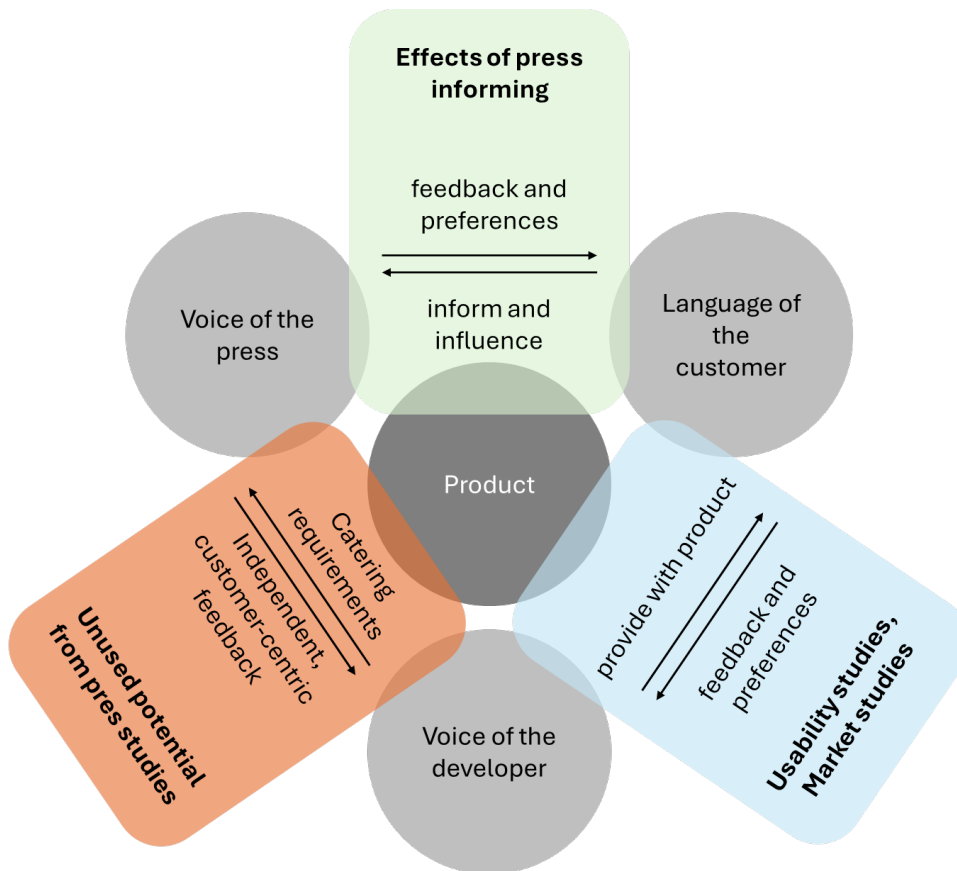 Effects of press
informing
feedback and
preferences
inform and
influence
Voice of the
press
Language of
the
customer
Product
Catering
requirements
Independent,
customer-centric
feedback
Unused potential
from pres studies
provide with product
feedback and
preferences
Usability studies,
Market studies
Voice of the
developer